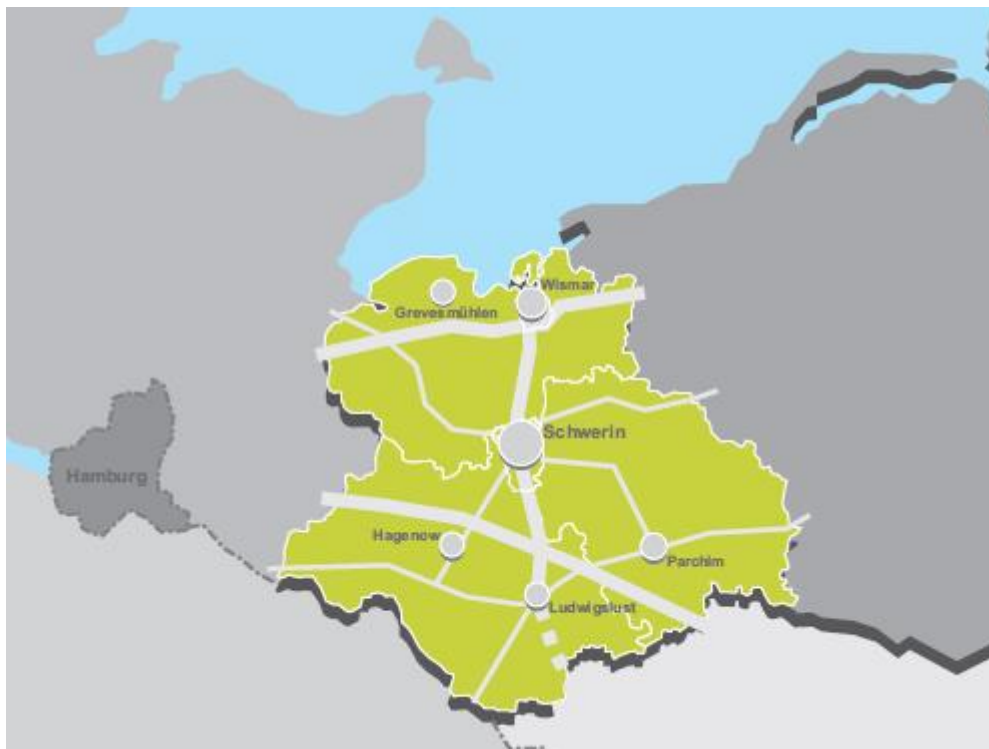 Wismar
Grevesmühlen
Schwerin
Hamburg
Hagenow
Parchim
Ludwigslust